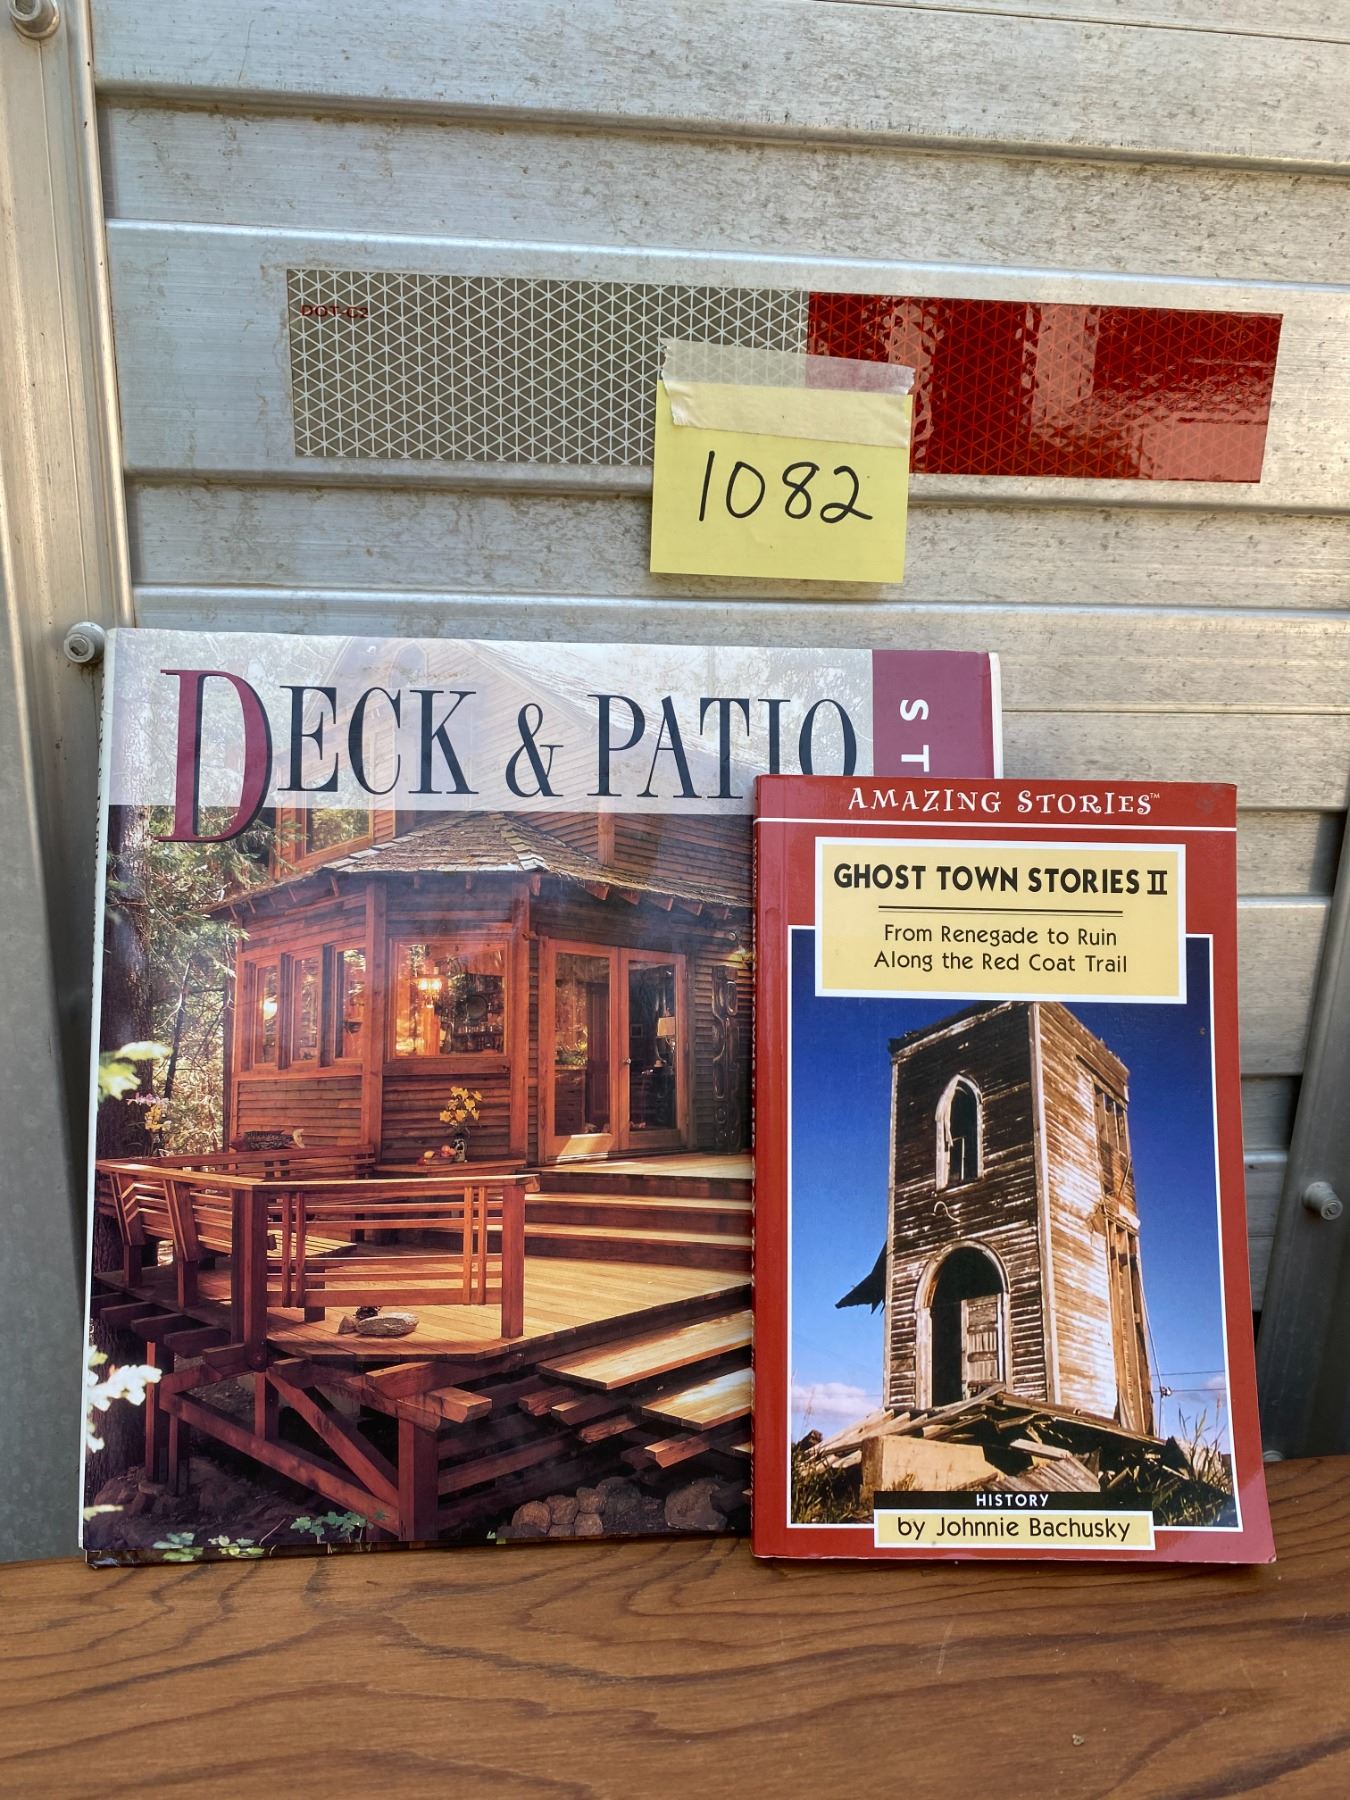 DOT-C2
1082
DECK & PATIO
ST
AMAZING STORIES™
GHOST TOWN STORIES II
From Renegade to Ruin
Along the Red Coat Trail
HISTORY
by Johnnie Bachusky